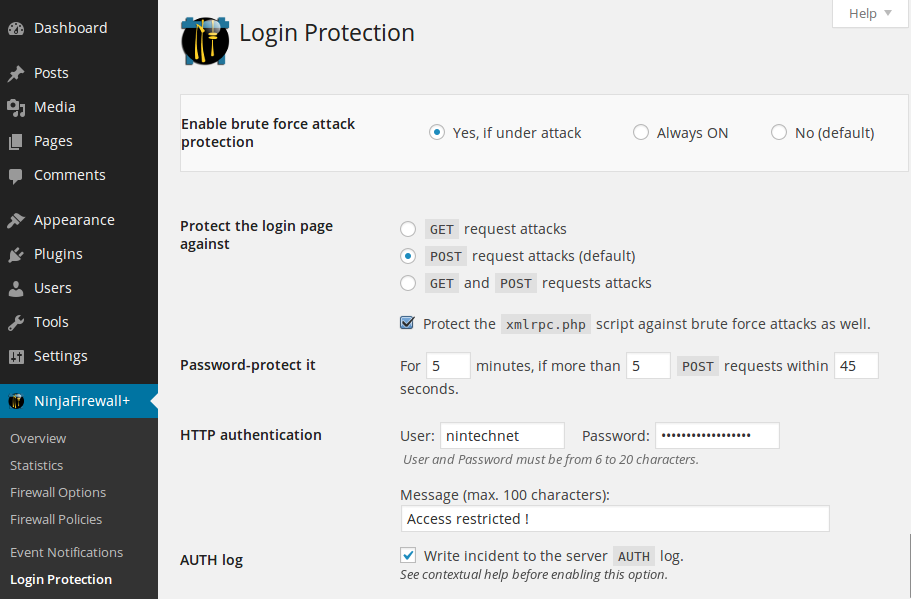 Dashboard
Posts
Media
Pages
Comments
Appearance
Plugins
Users
Tools
Settings
NinjaFirewall+
Overview
Statistics
Firewall Options
Firewall Policies
Event Notifications
Login Protection
Help
Login Protection
Enable brute force attack
protection
Yes, if under attack
Always ON
No (default)
Protect the login page
against
GET request attacks
POST request attacks (default)
GET and POST requests attacks
Protect the xmlrpc.php script against brute force attacks as well.
Password-protect it
For 5 minutes, if more than 5 POST requests within 45
seconds.
HTTP authentication
User: nintechnet Password: •••••••••••••••••
User and Password must be from 6 to 20 characters.
Message (max. 100 characters):
Access restricted !
AUTH log
Write incident to the server AUTH log.
See contextual help before enabling this option.